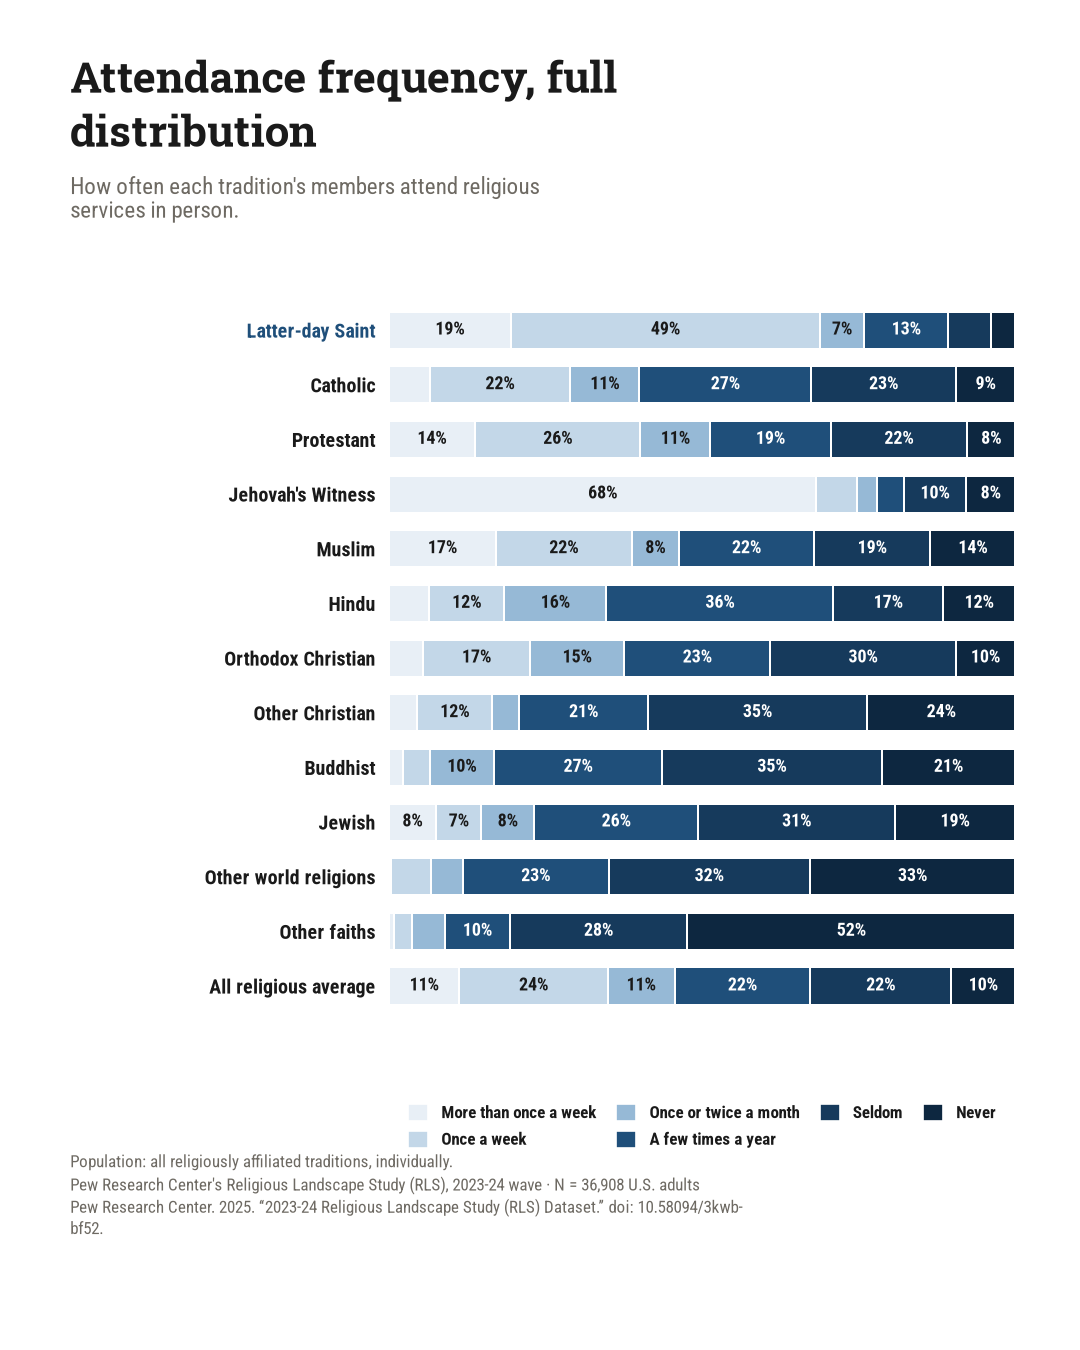 Attendance frequency, full
distribution
How often each tradition's members attend religious
services in person.
Latter-day Saint 19% 49% 7% 13%
Catholic 22% 11% 27% 23% 9%
Protestant 14% 26% 11% 19% 22% 8%
Jehovah's Witness 68% 10% 8%
Muslim 17% 22% 8% 22% 19% 14%
Hindu 12% 16% 36% 17% 12%
Orthodox Christian 17% 15% 23% 30% 10%
Other Christian 12% 21% 35% 24%
Buddhist 10% 27% 35% 21%
Jewish 8% 7% 8% 26% 31% 19%
Other world religions 23% 32% 33%
Other faiths 10% 28% 52%
All religious average 11% 24% 11% 22% 22% 10%
More than once a week Once or twice a month Seldom Never
Once a week A few times a year
Population: all religiously affiliated traditions, individually.
Pew Research Center's Religious Landscape Study (RLS), 2023-24 wave · N = 36,908 U.S. adults
Pew Research Center. 2025. “2023-24 Religious Landscape Study (RLS) Dataset.” doi: 10.58094/3kwb-
bf52.